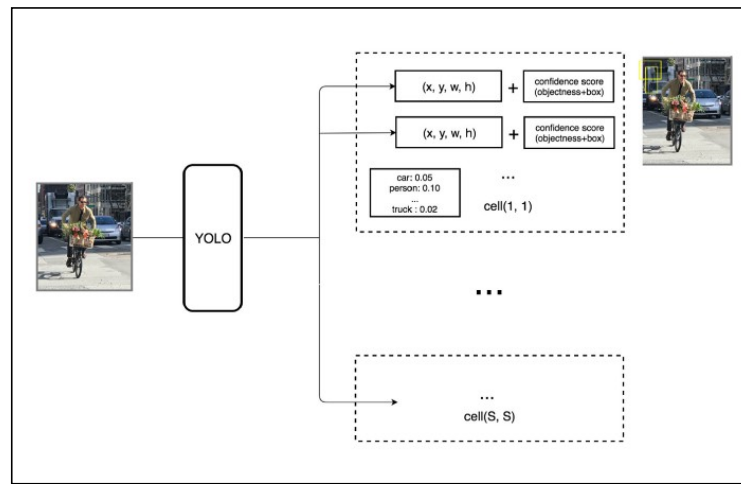 YOLO
(x, y, w, h)
+
confidence score
(objectness+box)
(x, y, w, h)
+
confidence score
(objectness+box)
car: 0.05
person: 0.10
...
truck : 0.02
...
cell(1, 1)
...
...
cell(S, S)